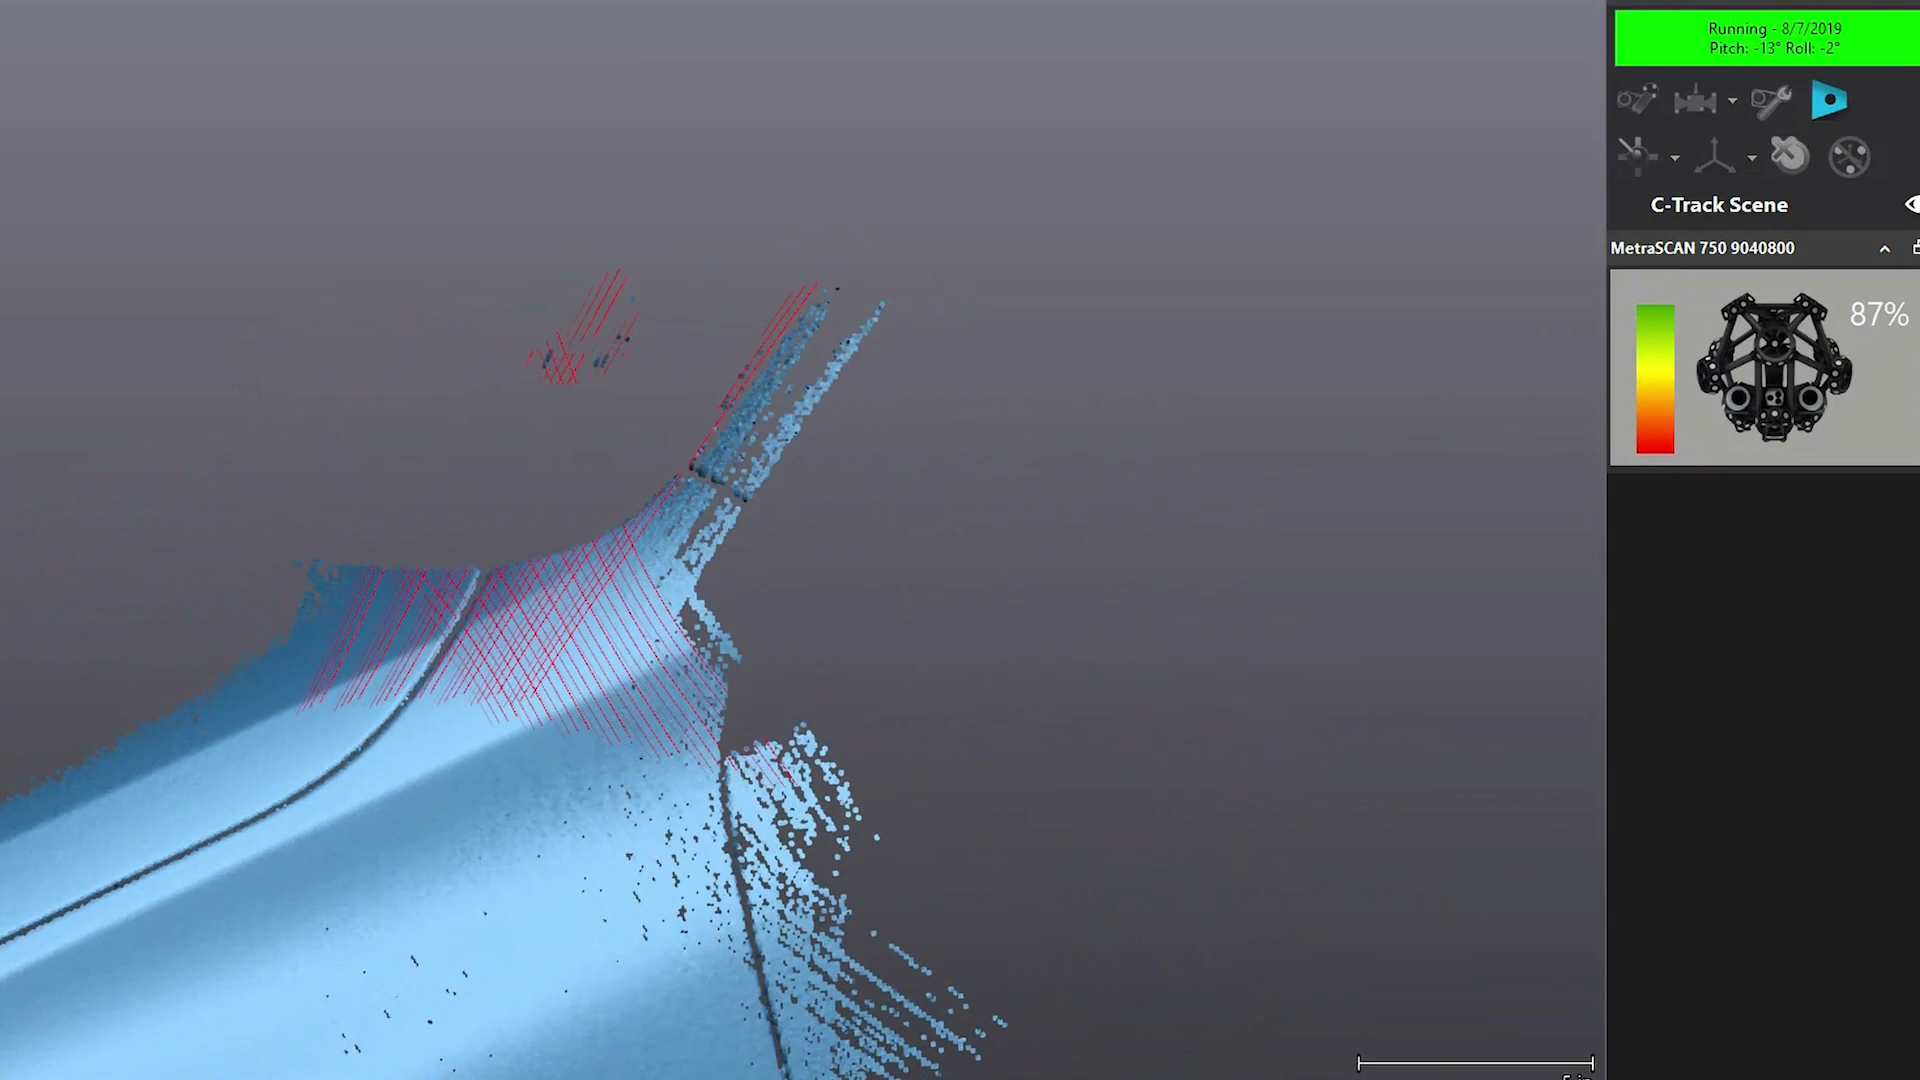 Running - 8/7/2019
Pitch: -13° Roll: -2°
C-Track Scene
MetraSCAN 750 9040800
87%